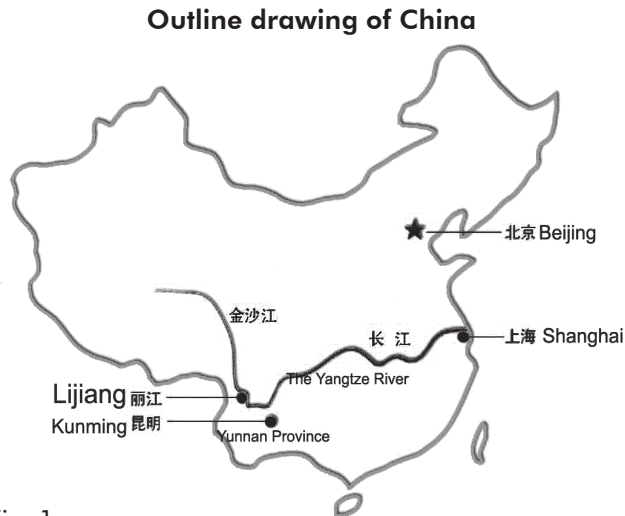 Outline drawing of China
北京 Beijing
金沙江
长 江
上海 Shanghai
The Yangtze River
Lijiang 丽江
Kunming 昆明
Yunnan Province